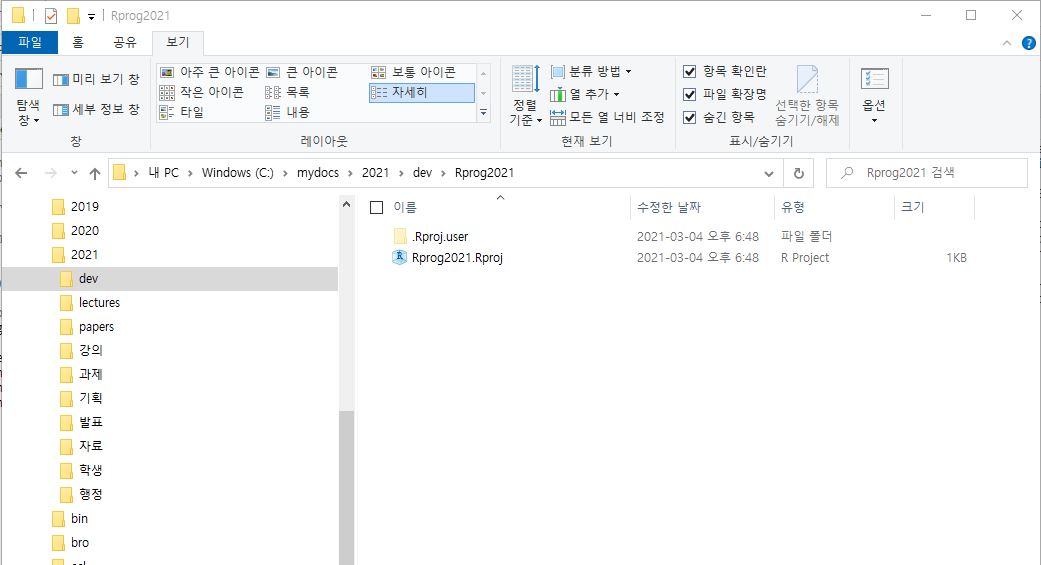 Rprog2021
파일 홈 공유 보기
탐색 창
미리 보기 창
세부 정보 창
창
아주 큰 아이콘 큰 아이콘 보통 아이콘
작은 아이콘 목록 자세히
타일 내용
레이아웃
정렬 기준
분류 방법
열 추가
모든 열 너비 조정
현재 보기
항목 확인란
파일 확장명
숨긴 항목
선택한 항목 숨기기/해제
표시/숨기기
옵션
내 PC > Windows (C:) > mydocs > 2021 > dev > Rprog2021
Rprog2021 검색
2019
2020
2021
dev
lectures
papers
강의
과제
기획
발표
자료
학생
행정
bin
bro
이름 수정한 날짜 유형 크기
.Rproj.user 2021-03-04 오후 6:48 파일 폴더
Rprog2021.Rproj 2021-03-04 오후 6:48 R Project 1KB